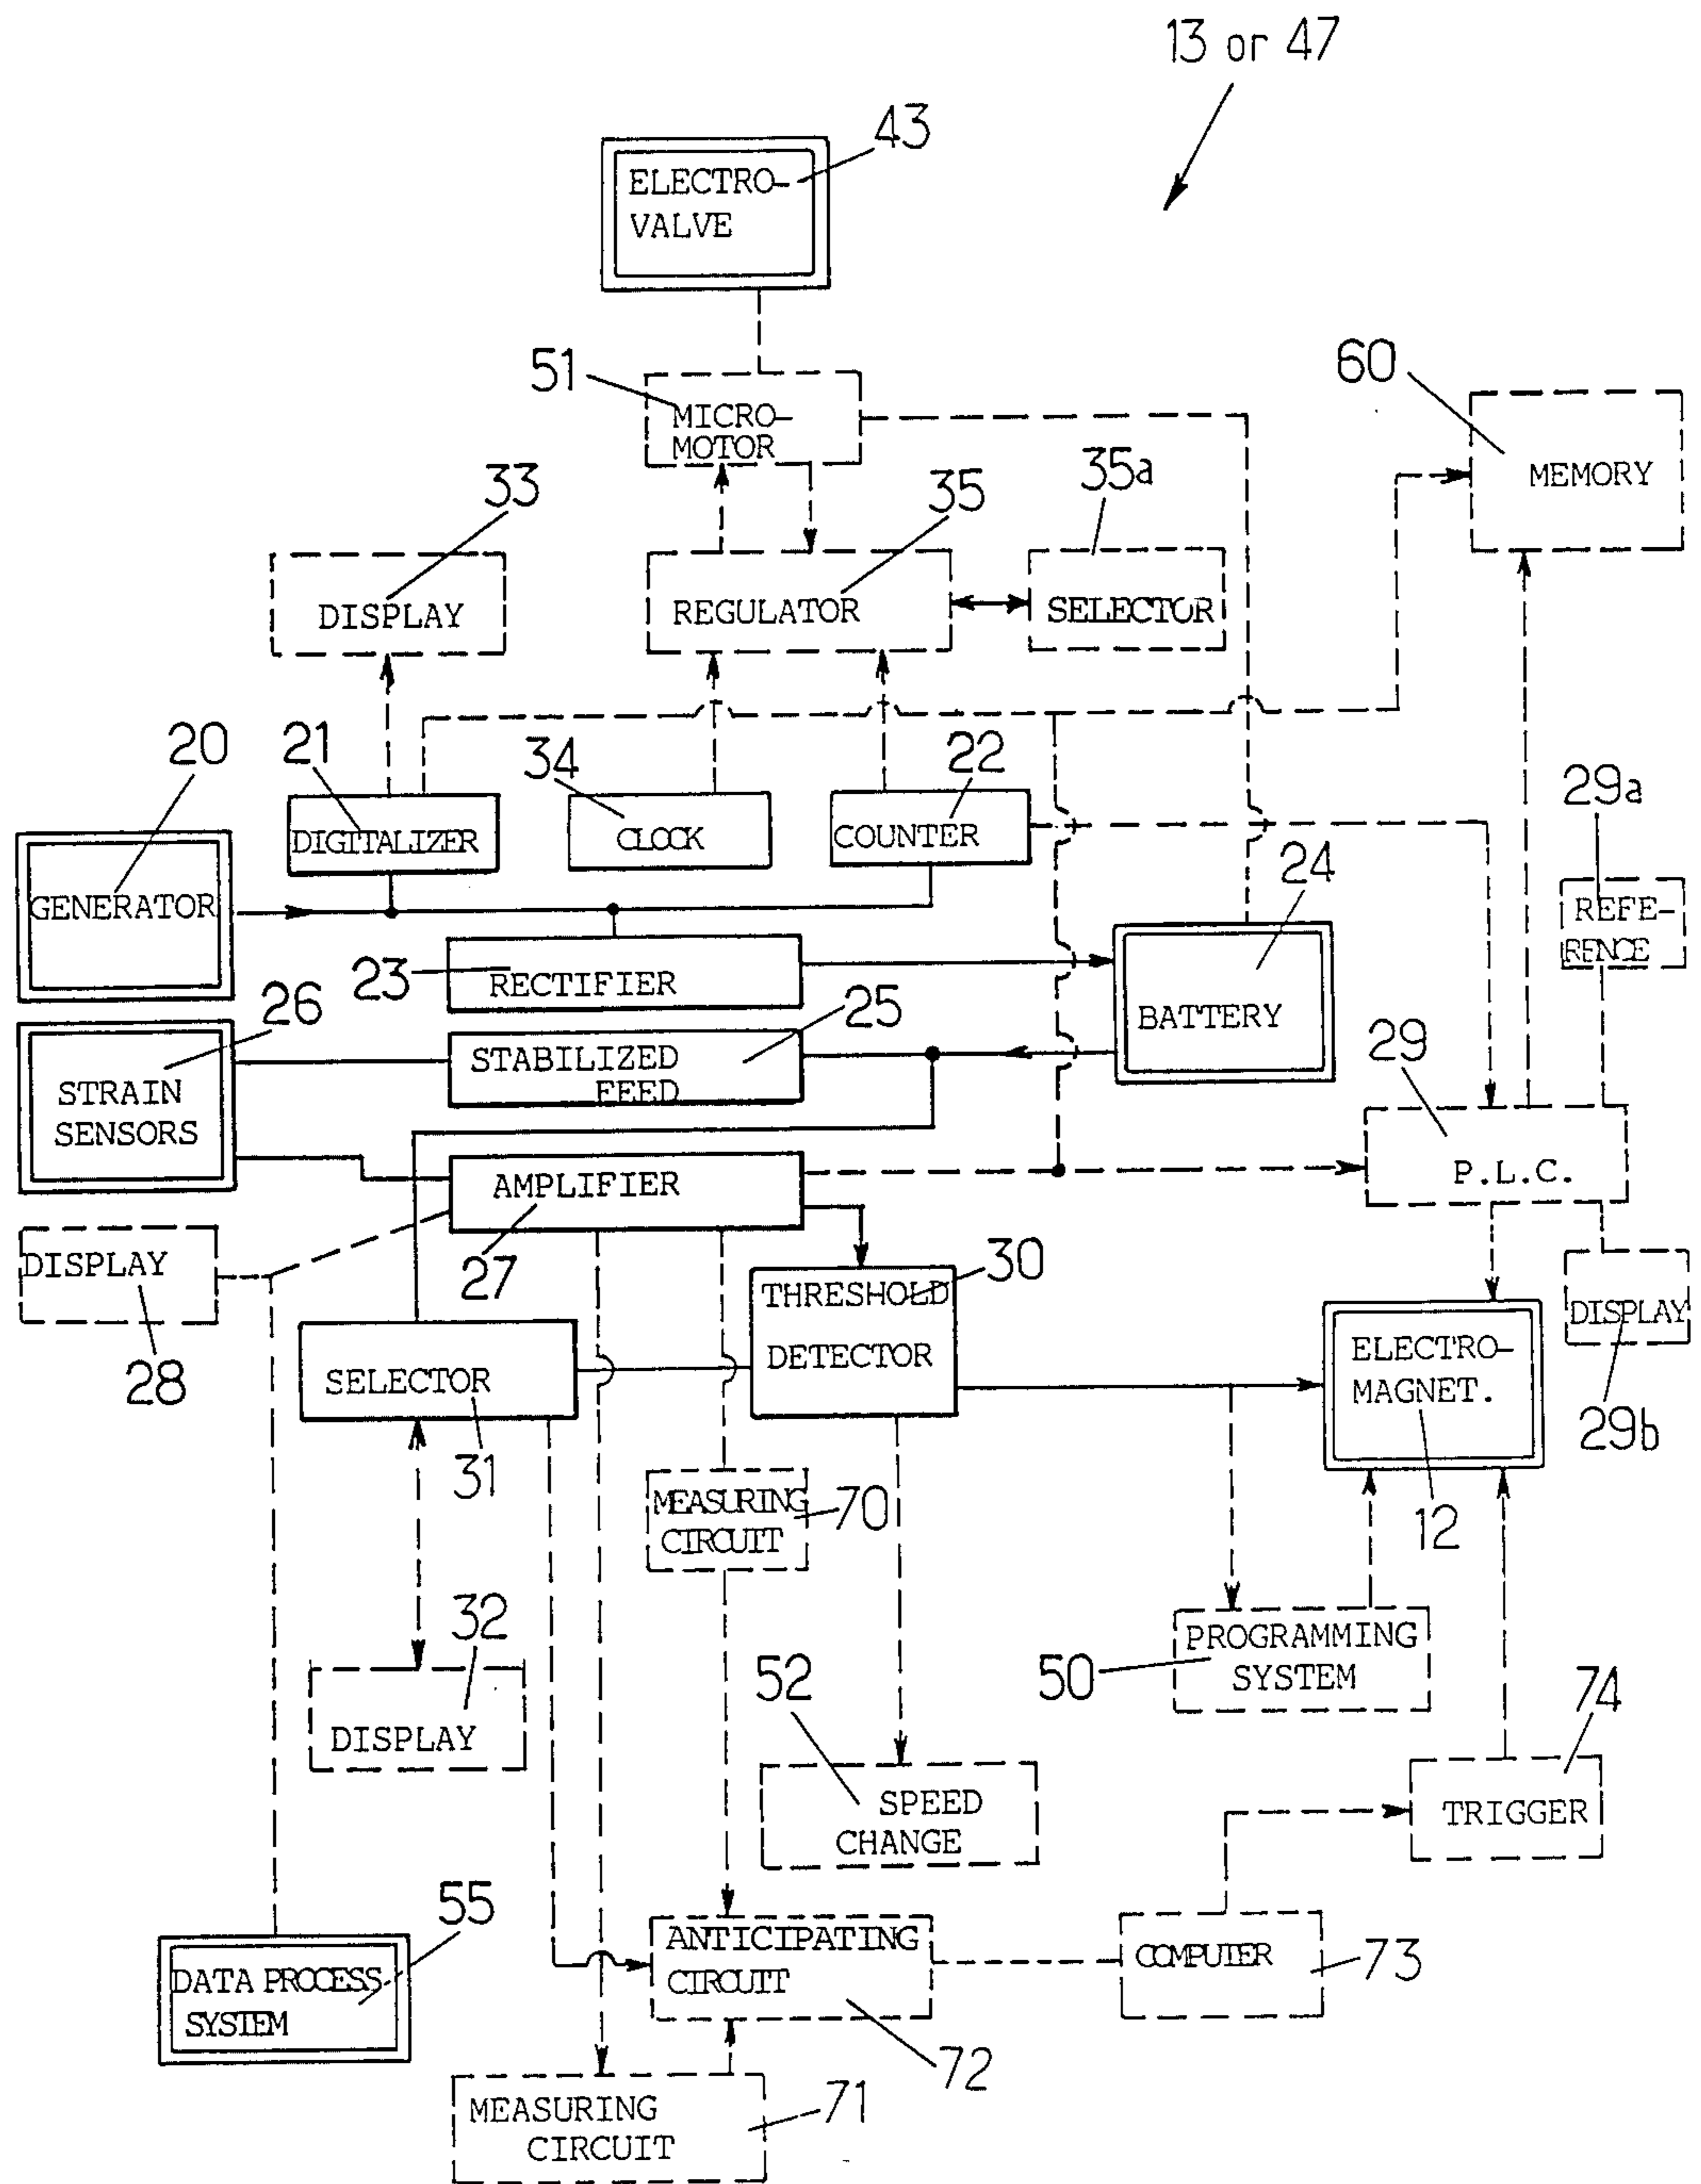 13 or 47
43
ELECTRO-
VALVE
51
MICRO-
MOTOR
60
MEMORY
33
DISPLAY
35
REGULATOR
35a
SELECTOR
20
GENERATOR
21
DIGITALIZER
34
CLOCK
22
COUNTER
29a
REFE-
RENCE
24
BATTERY
23
RECTIFIER
26
STRAIN
SENSORS
25
STABILIZED
FEED
29
P.L.C.
AMPLIFIER
27
DISPLAY
28
30
THRESHOLD
DETECTOR
DISPLAY
29b
ELECTRO-
MAGNET.
12
SELECTOR
31
MEASURING
CIRCUIT
70
32
DISPLAY
50
PROGRAMMING
SYSTEM
52
SPEED
CHANGE
74
TRIGGER
55
DATA PROCESS
SYSTEM
ANTICIPATING
CIRCUIT
72
COMPUTER
73
MEASURING
CIRCUIT
71